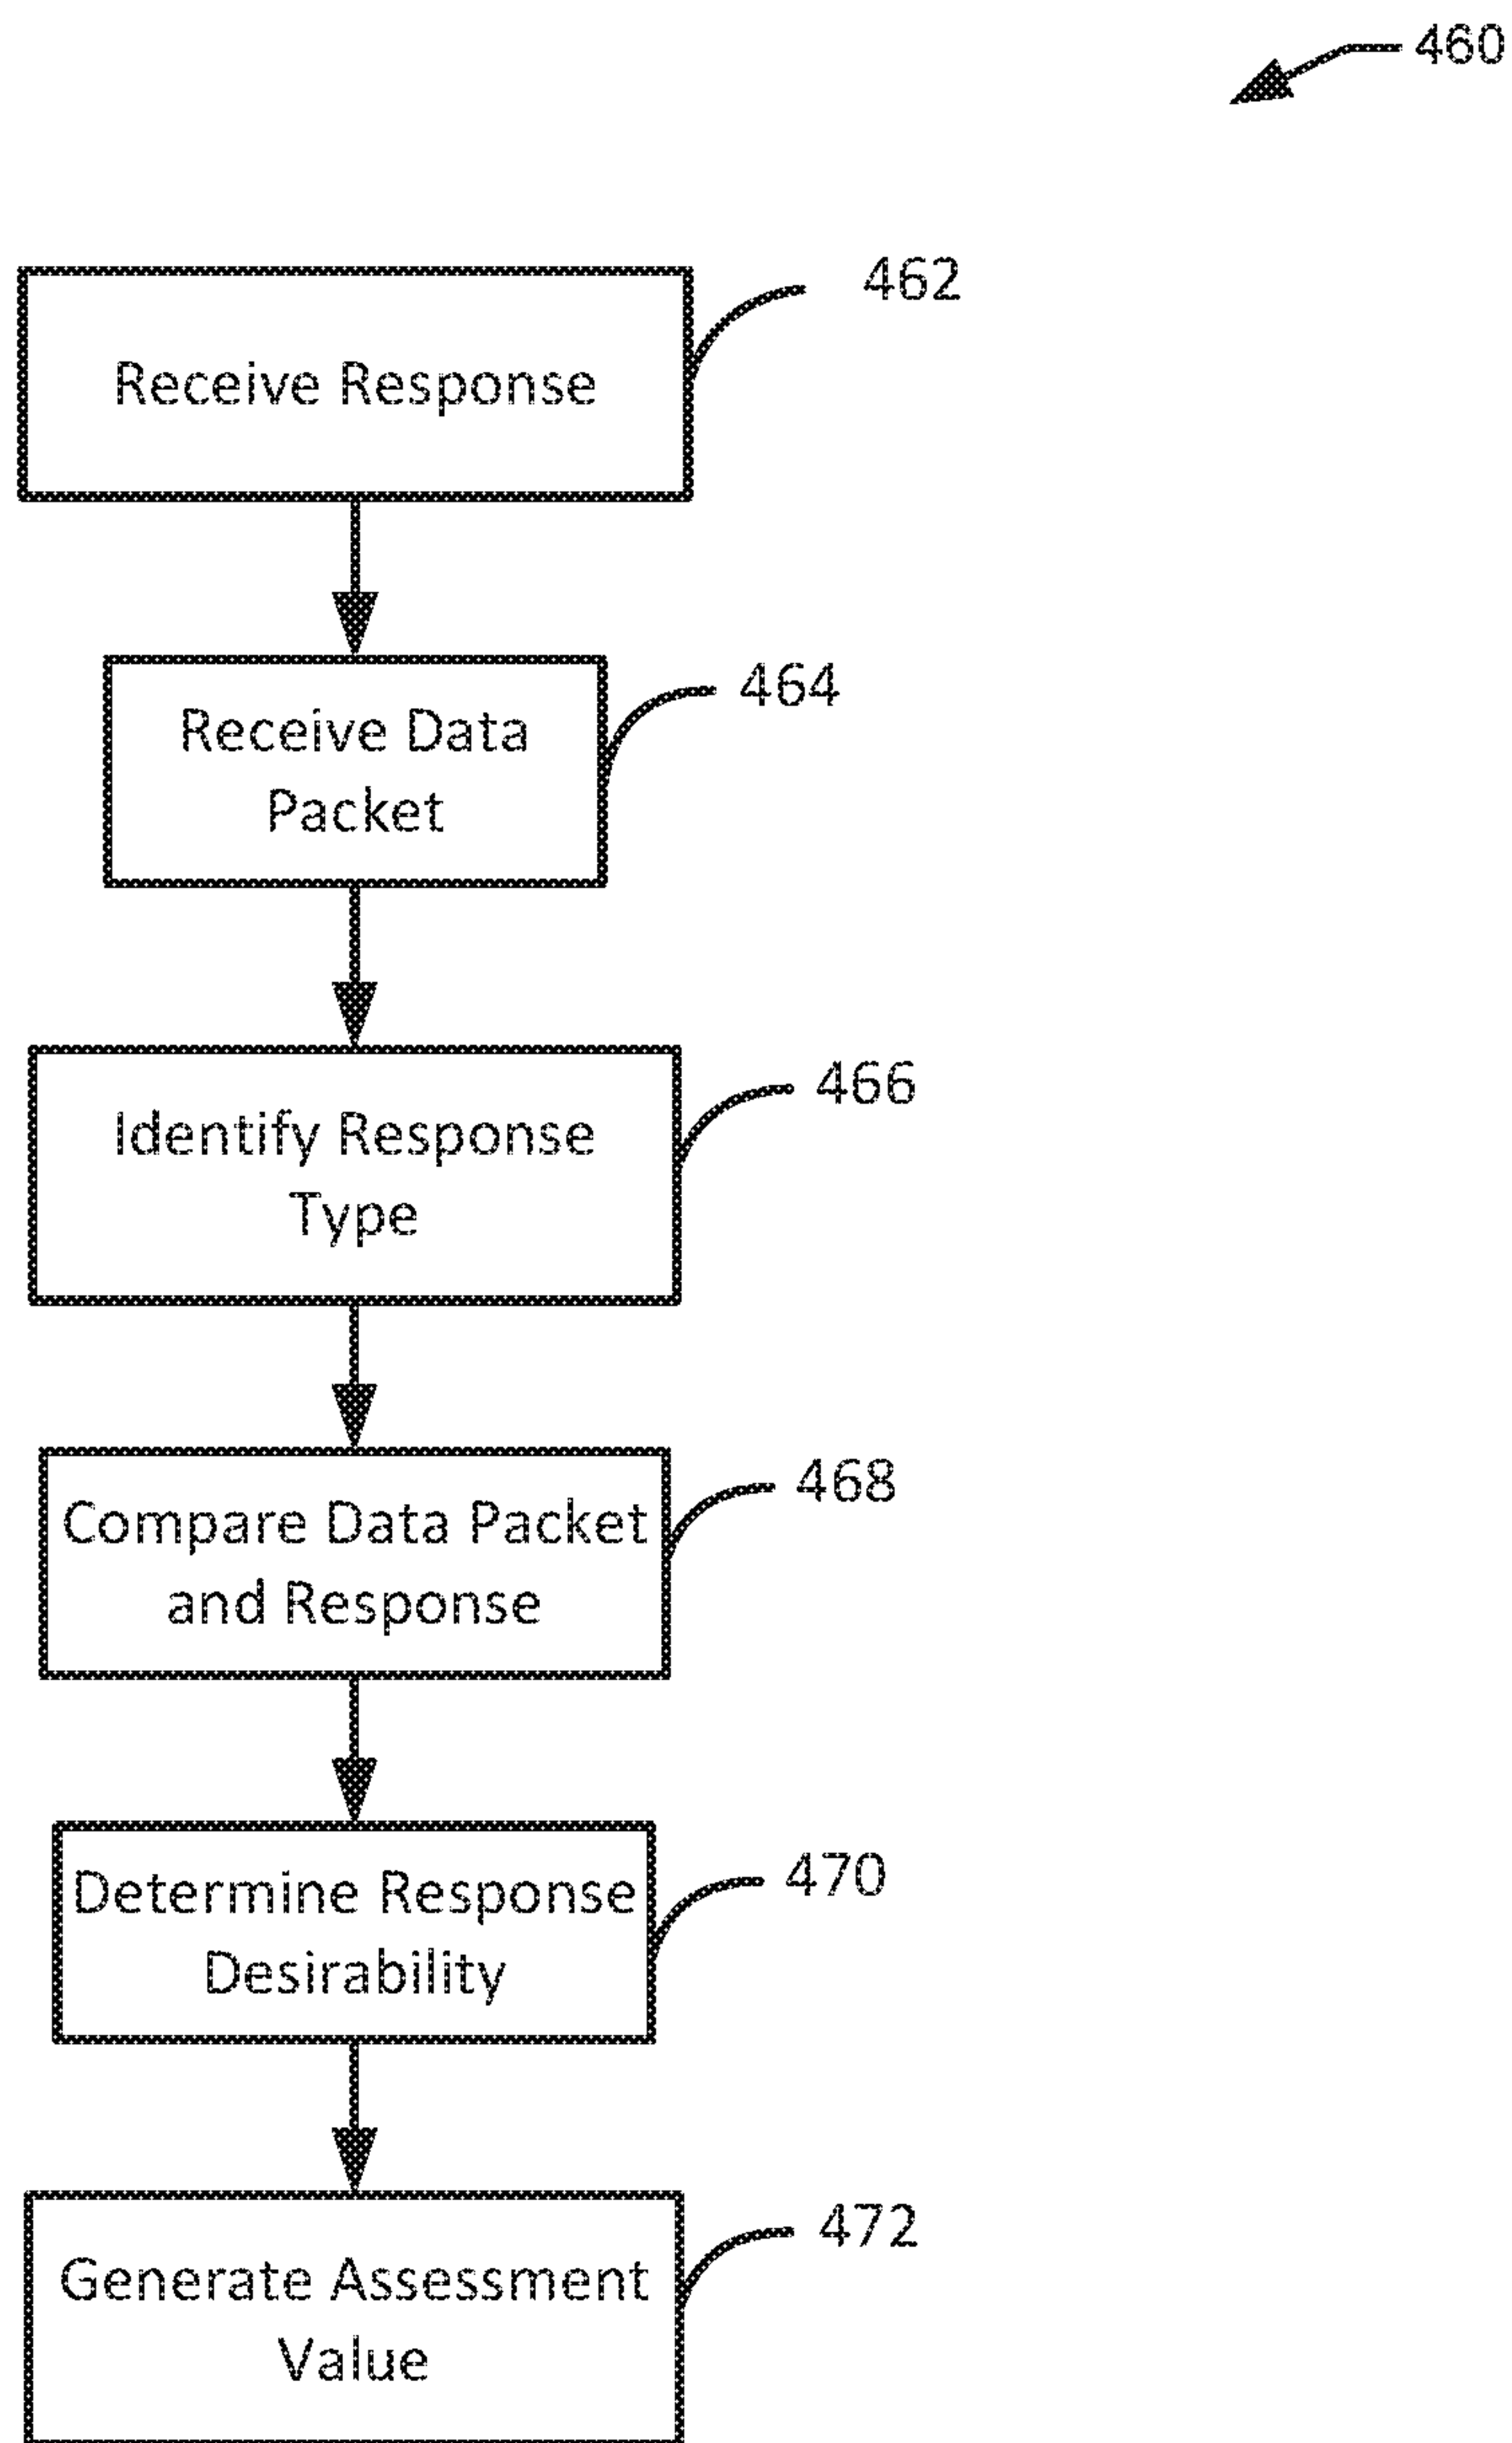 460
462
Receive Response
464
Receive Data
Packet
466
Identify Response
Type
468
Compare Data Packet
and Response
470
Determine Response
Desirability
472
Generate Assessment
Value